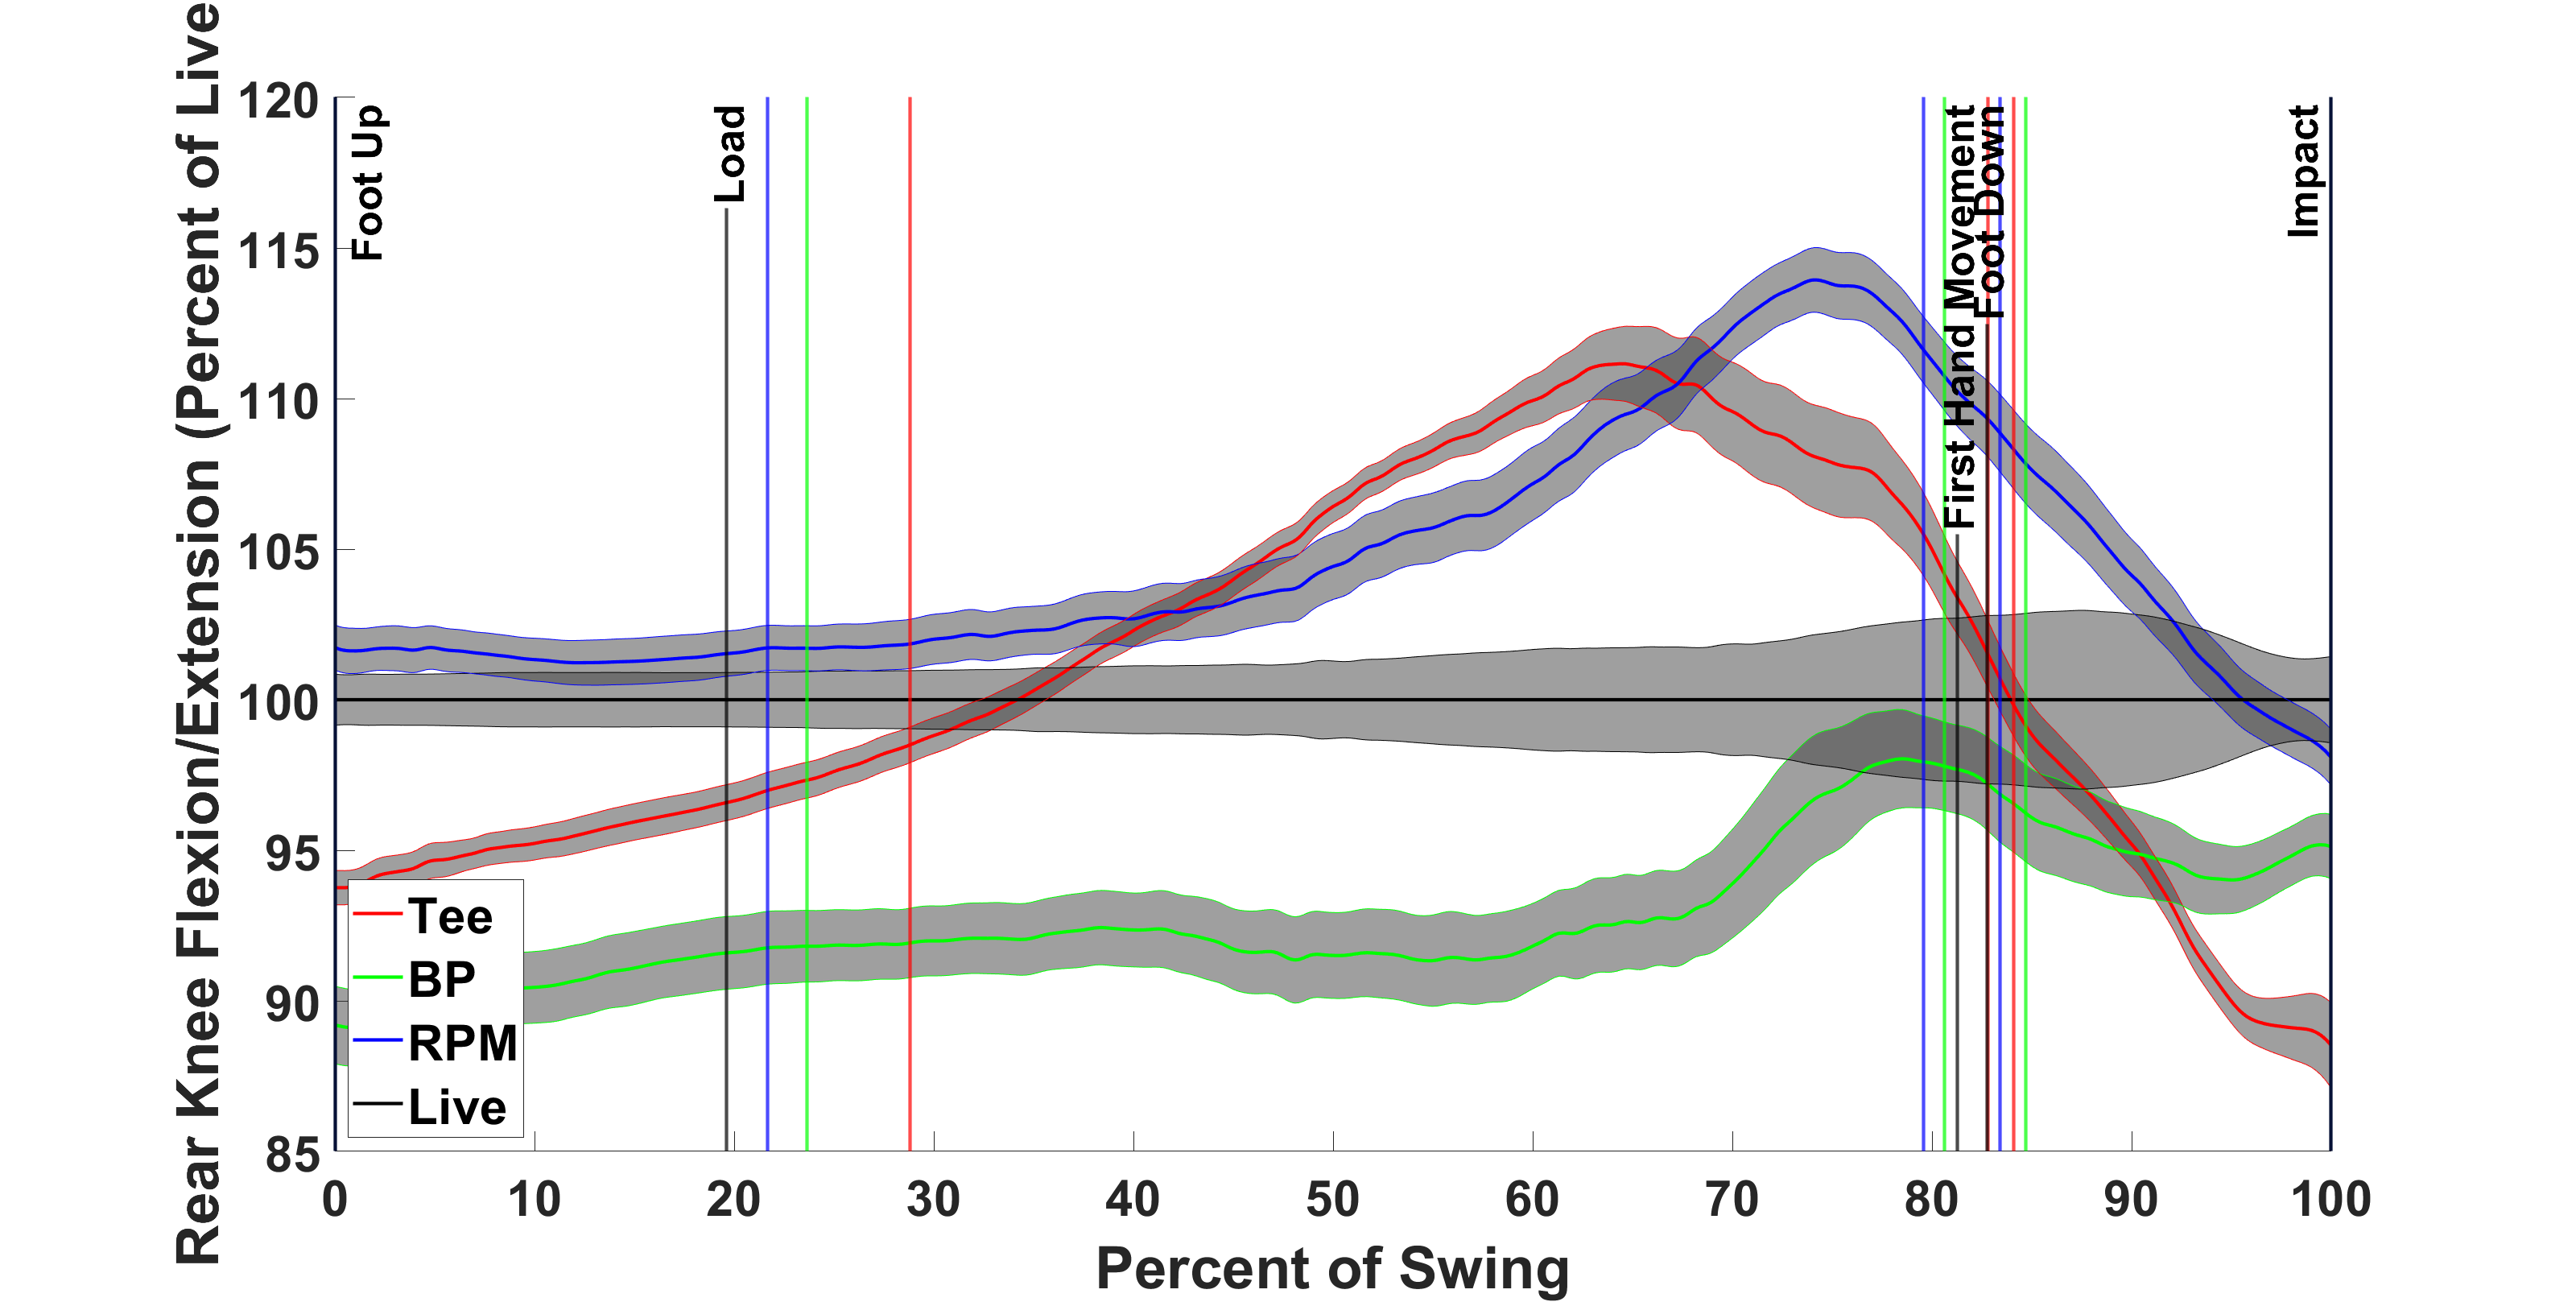 Rear Knee Flexion/Extension (Percent of Live
120
115
110
105
100
95
90
85
Foot Up
Load
First Hand Movement
Foot Down
Impact
Tee
BP
RPM
Live
0 10 20 30 40 50 60 70 80 90 100
Percent of Swing